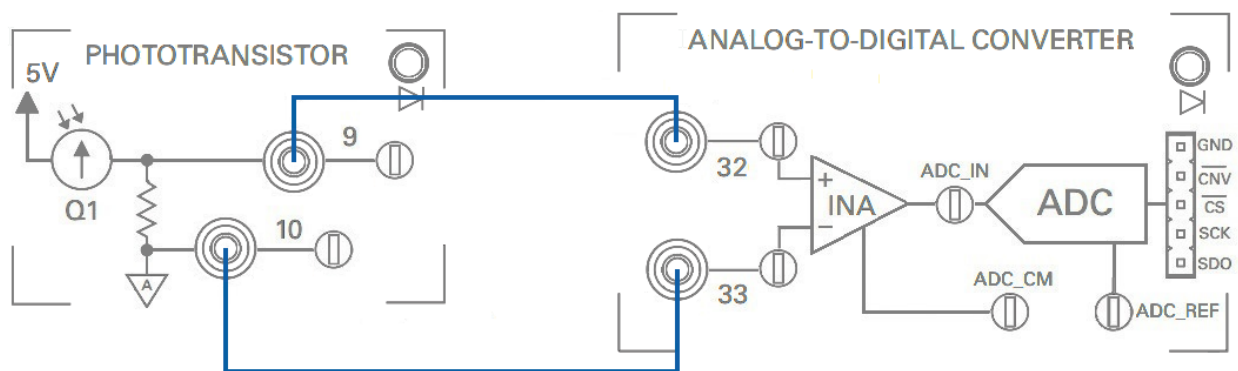 PHOTOTRANSISTOR
5V
Q1
9
10
A
ANALOG-TO-DIGITAL CONVERTER
32
33
+
INA
−
ADC_IN
ADC
ADC_CM
ADC_REF
GND
CNV
CS
SCK
SDO